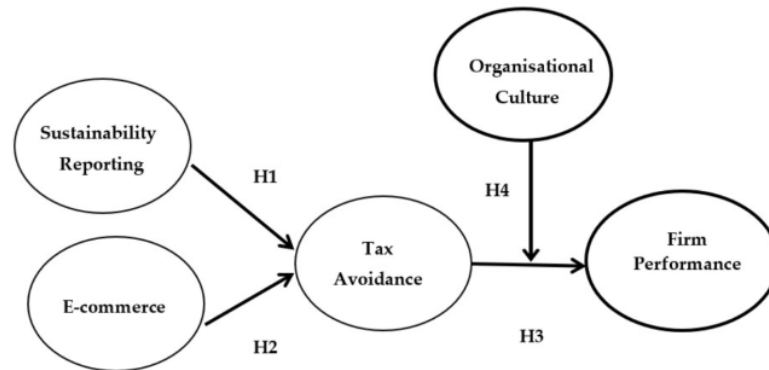 Organisational
Culture
Sustainability
Reporting
H1
H4
Tax
Avoidance
Firm
Performance
E-commerce
H2
H3